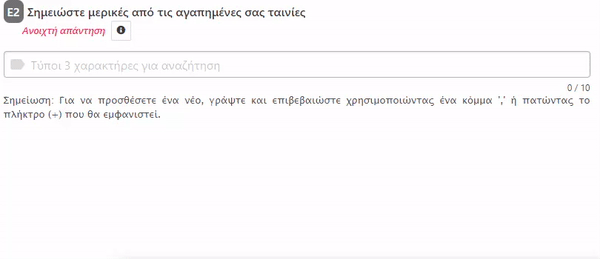 E2 Σημειώστε μερικές από τις αγαπημένες σας ταινίες
Ανοιχτή απάντηση
Τύποι 3 χαρακτήρες για αναζήτηση
0 / 10
Σημείωση: Για να προσθέσετε ένα νέο, γράψτε και επιβεβαιώστε χρησιμοποιώντας ένα κόμμα ',' ή πατώντας το
πλήκτρο (+) που θα εμφανιστεί.